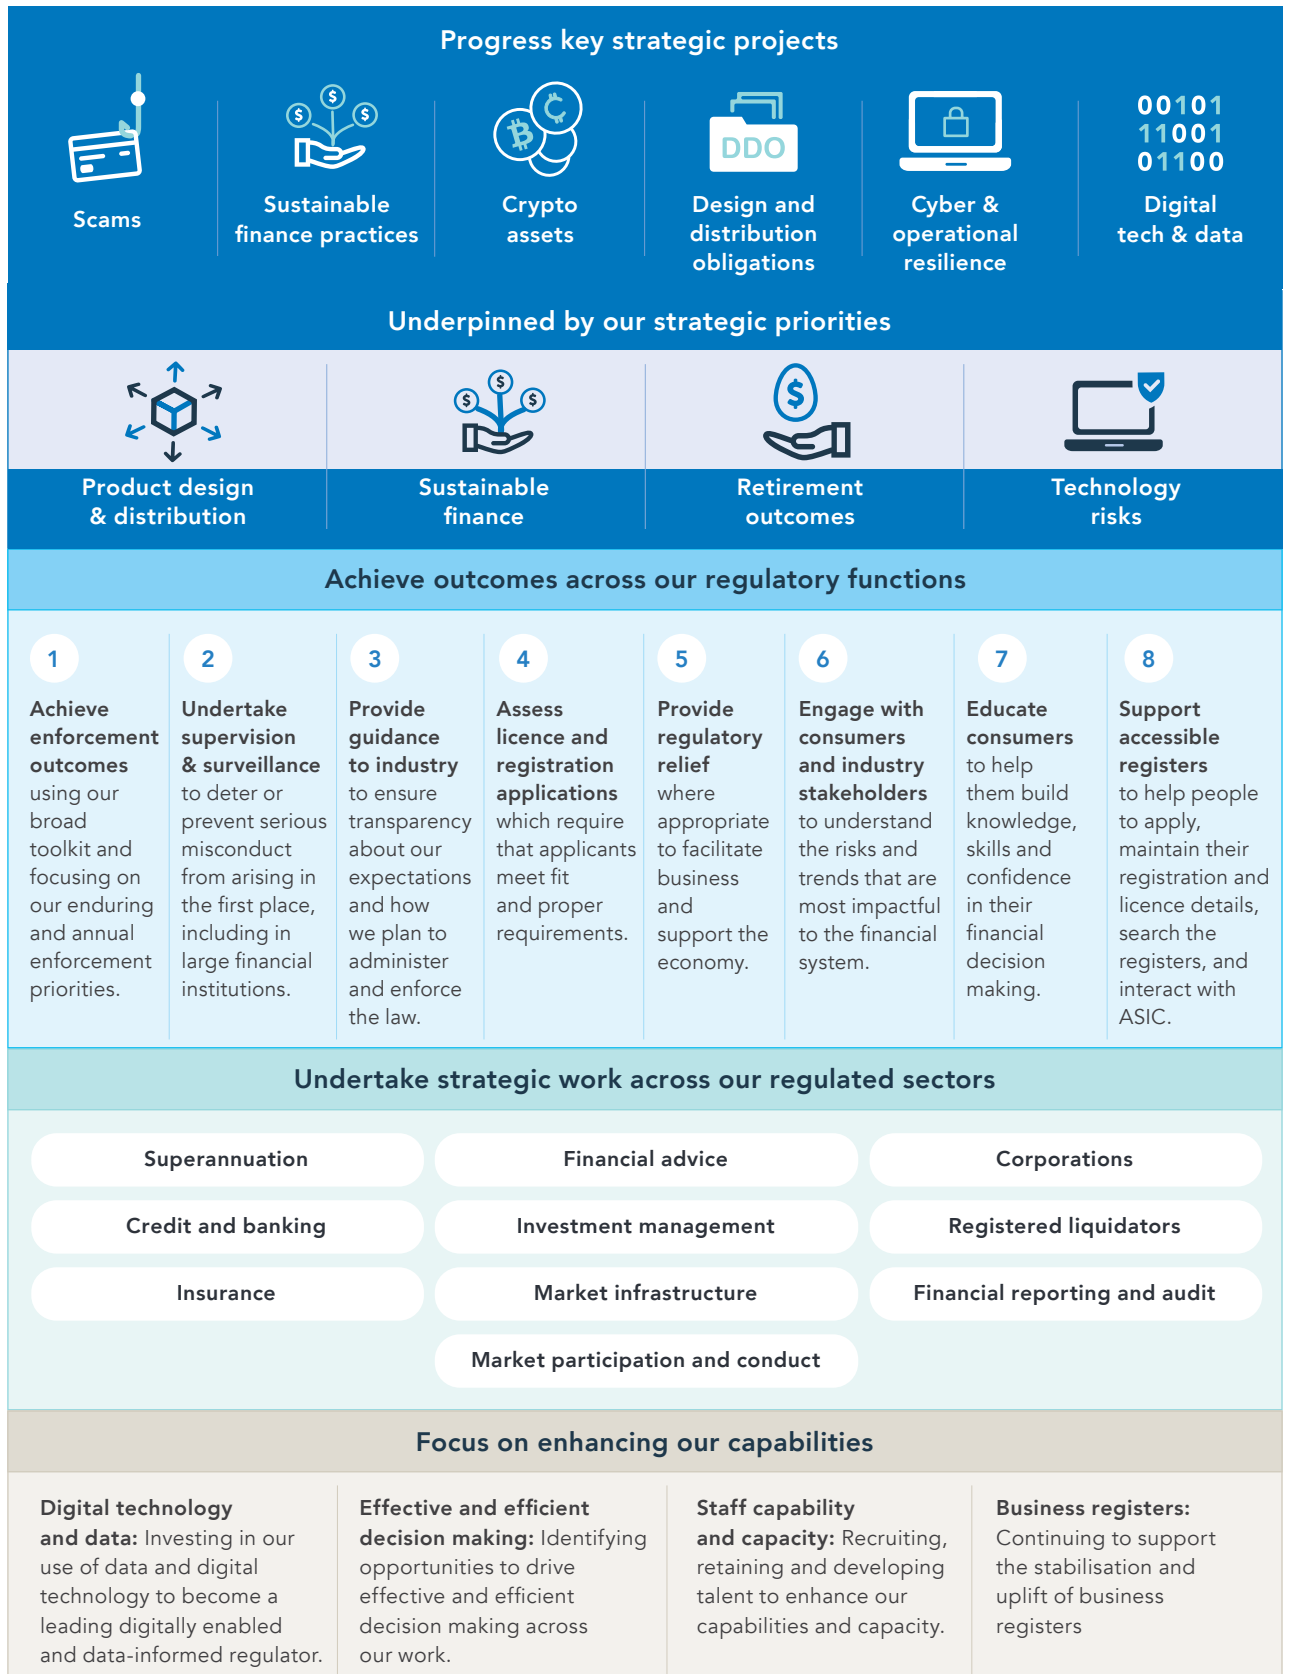 Progress key strategic projects
$
$
$
DDO
00101
11001
01100
Scams
Sustainable
finance practices
Crypto
assets
Design and
distribution
obligations
Cyber &
operational
resilience
Digital
tech & data
Underpinned by our strategic priorities
$
$
$
$
Product design
& distribution
Sustainable
finance
Retirement
outcomes
Technology
risks
Achieve outcomes across our regulatory functions
1
Achieve
enforcement
outcomes
using our
broad
toolkit and
focusing on
our enduring
and annual
enforcement
priorities.
2
Undertake
supervision
& surveillance
to deter or
prevent serious
misconduct
from arising in
the first place,
including in
large financial
institutions.
3
Provide
guidance
to industry
to ensure
transparency
about our
expectations
and how
we plan to
administer
and enforce
the law.
4
Assess
licence and
registration
applications
which require
that applicants
meet fit
and proper
requirements.
5
Provide
regulatory
relief
where
appropriate
to facilitate
business
and
support the
economy.
6
Engage with
consumers
and industry
stakeholders
to understand
the risks and
trends that are
most impactful
to the financial
system.
7
Educate
consumers
to help
them build
knowledge,
skills and
confidence
in their
financial
decision
making.
8
Support
accessible
registers
to help people
to apply,
maintain their
registration and
licence details,
search the
registers, and
interact with
ASIC.
Undertake strategic work across our regulated sectors
Superannuation
Financial advice
Corporations
Credit and banking
Investment management
Registered liquidators
Insurance
Market infrastructure
Financial reporting and audit
Market participation and conduct
Focus on enhancing our capabilities
Digital technology
and data: Investing in our
use of data and digital
technology to become a
leading digitally enabled
and data-informed regulator.
Effective and efficient
decision making: Identifying
opportunities to drive
effective and efficient
decision making across
our work.
Staff capability
and capacity: Recruiting,
retaining and developing
talent to enhance our
capabilities and capacity.
Business registers:
Continuing to support
the stabilisation and
uplift of business
registers